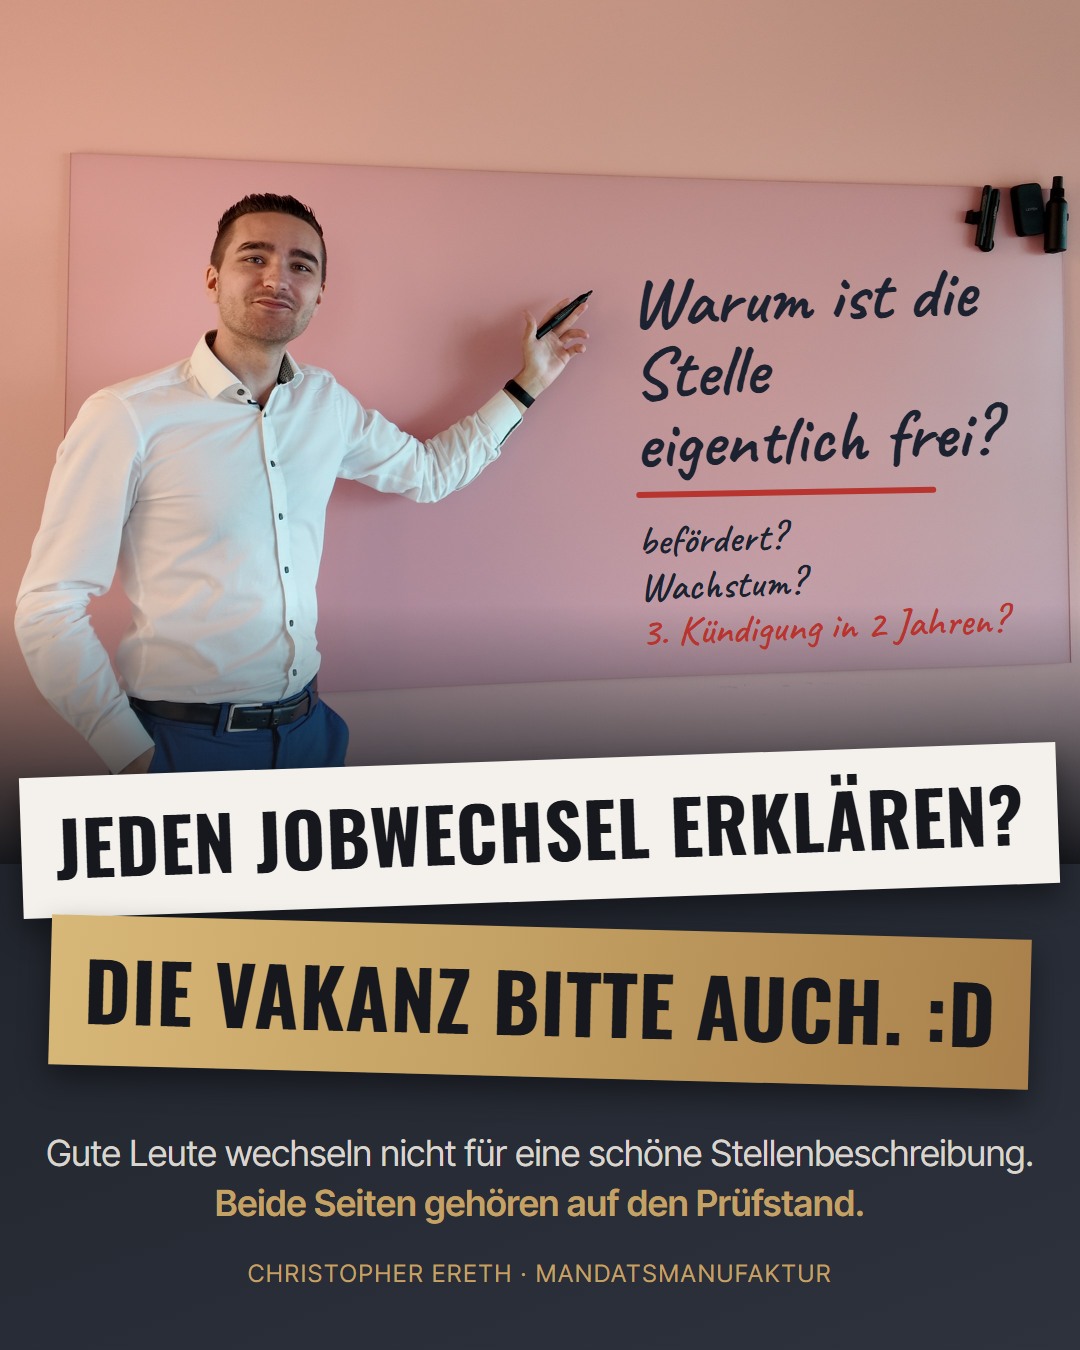 Warum ist die
Stelle
eigentlich frei?
befördert?
Wachstum?
3. Kündigung in 2 Jahren?
JEDEN JOBWECHSEL ERKLÄREN?
DIE VAKANZ BITTE AUCH. :D
Gute Leute wechseln nicht für eine schöne Stellenbeschreibung.
Beide Seiten gehören auf den Prüfstand.
CHRISTOPHER ERETH · MANDATSMANUFAKTUR